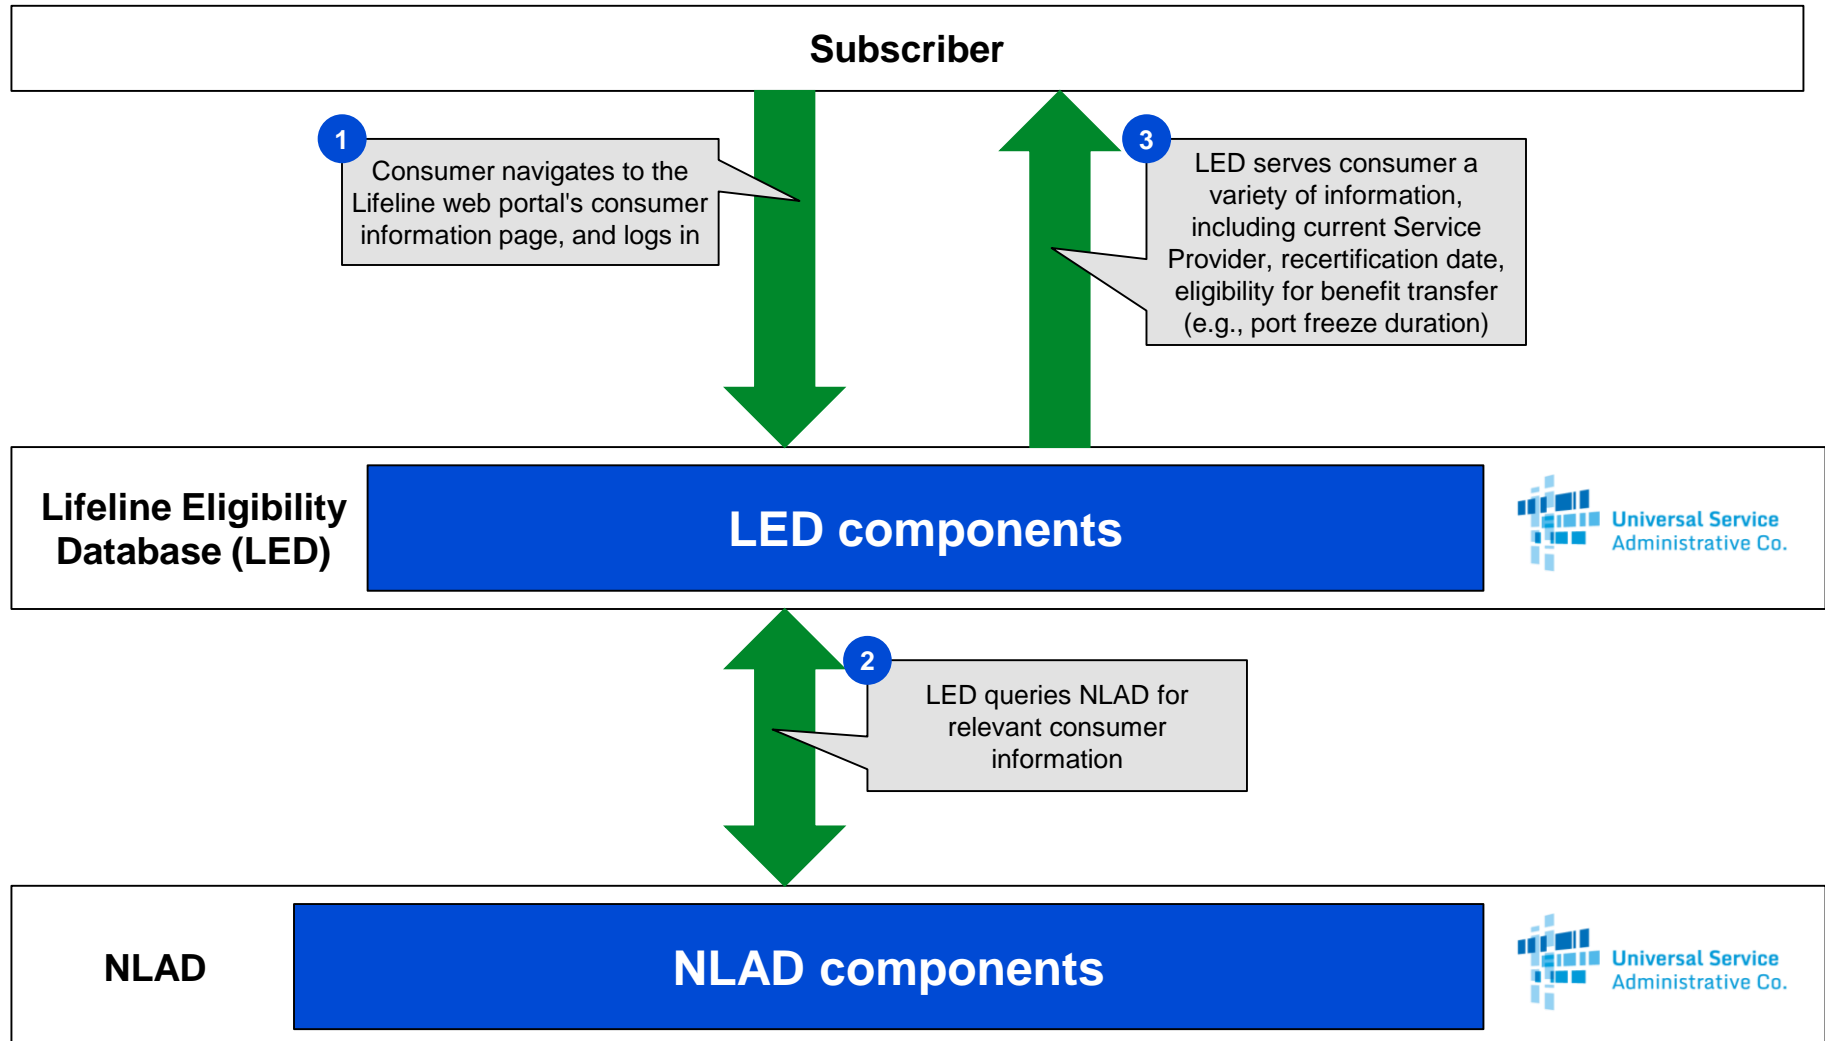 Subscriber
1
Consumer navigates to the
Lifeline web portal's consumer
information page, and logs in
3
LED serves consumer a
variety of information,
including current Service
Provider, recertification date,
eligibility for benefit transfer
(e.g., port freeze duration)
Lifeline Eligibility
Database (LED)
LED components
Universal Service
Administrative Co.
2
LED queries NLAD for
relevant consumer
information
NLAD
NLAD components
Universal Service
Administrative Co.